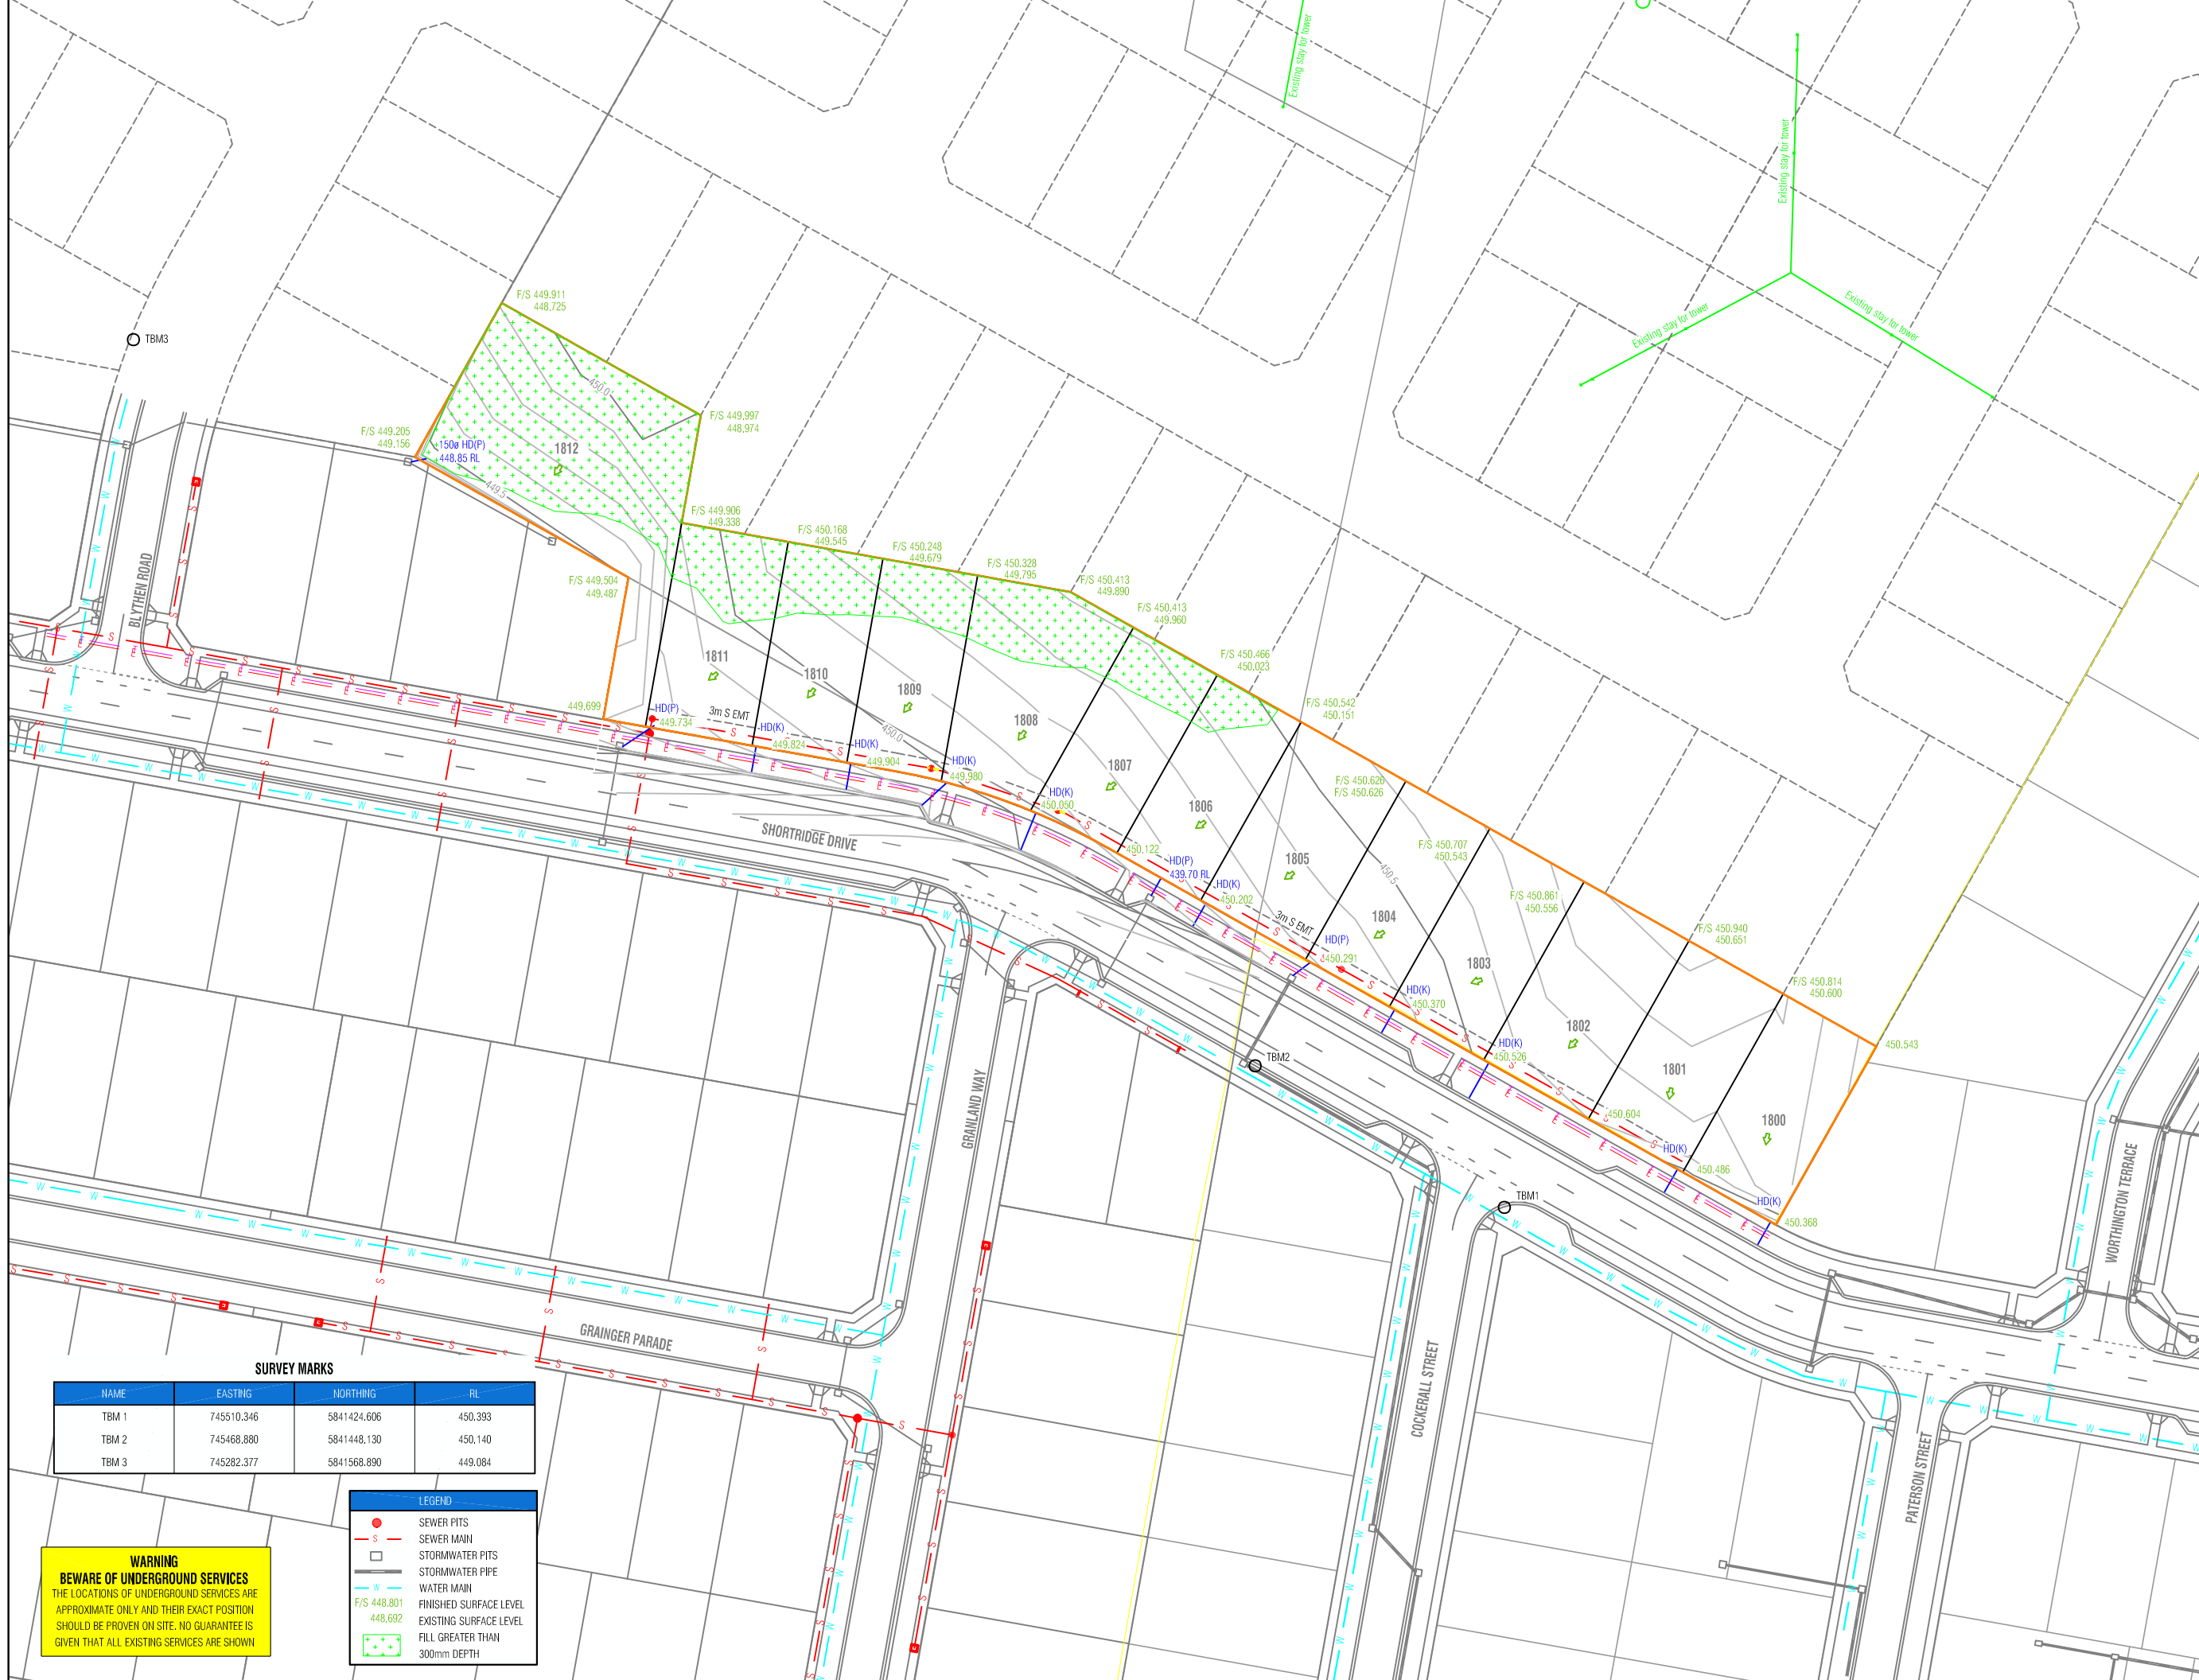 Existing stay for tower
Existing stay for tower
Existing stay for tower
Existing stay for tower
TBM3
F/S 449.911
448.725
450.0
F/S 449.997
448.974
F/S 449.205
449.156
150ø HD(P)
448.85 RL
1812
449.5
F/S 449.906
449.338
F/S 450.168
449.545
F/S 450.248
449.679
F/S 450.328
449.795
F/S 450.413
449.890
F/S 450.413
449.960
F/S 449.504
449.487
F/S 450.466
450.023
F/S 450.542
450.151
BLYTHEN ROAD
1811
1810
1809
1808
1807
1806
1805
1804
1803
1802
1801
1800
449.699
HD(P)
449.734
3m S EMT
HD(K)
449.824
HD(K)
449.904
450.0
HD(K)
449.980
HD(K)
450.050
450.122
HD(P)
439.70 RL
HD(K)
450.202
3m S EMT
HD(P)
450.291
HD(K)
450.370
HD(K)
450.526
450.604
HD(K)
450.486
HD(K)
450.368
F/S 450.626
F/S 450.626
450.5
F/S 450.707
450.543
F/S 450.861
450.556
F/S 450.940
450.651
F/S 450.814
450.600
450.543
SHORTRIDGE DRIVE
TBM2
TBM1
GRANLAND WAY
WORTHINGTON TERRACE
GRAINGER PARADE
COCKERALL STREET
PATERSON STREET
SURVEY MARKS
NAME EASTING NORTHING RL
TBM 1 745510.346 5841424.606 450.393
TBM 2 745468.880 5841448.130 450.140
TBM 3 745282.377 5841568.890 449.084
LEGEND
SEWER PITS
S SEWER MAIN
STORMWATER PITS
STORMWATER PIPE
W WATER MAIN
F/S 448.801 FINISHED SURFACE LEVEL
448.692 EXISTING SURFACE LEVEL
FILL GREATER THAN
300mm DEPTH
WARNING
BEWARE OF UNDERGROUND SERVICES
THE LOCATIONS OF UNDERGROUND SERVICES ARE
APPROXIMATE ONLY AND THEIR EXACT POSITION
SHOULD BE PROVEN ON SITE. NO GUARANTEE IS
GIVEN THAT ALL EXISTING SERVICES ARE SHOWN